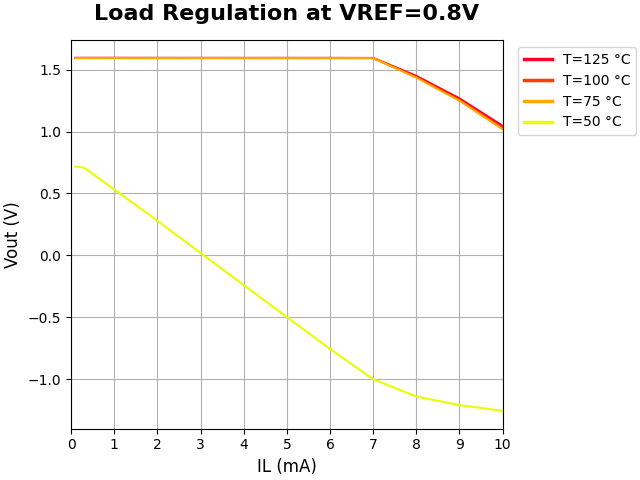 Load Regulation at VREF=0.8V
Vout (V)
1.5
1.0
0.5
0.0
−0.5
−1.0
0 1 2 3 4 5 6 7 8 9 10
IL (mA)
T=125 °C
T=100 °C
T=75 °C
T=50 °C